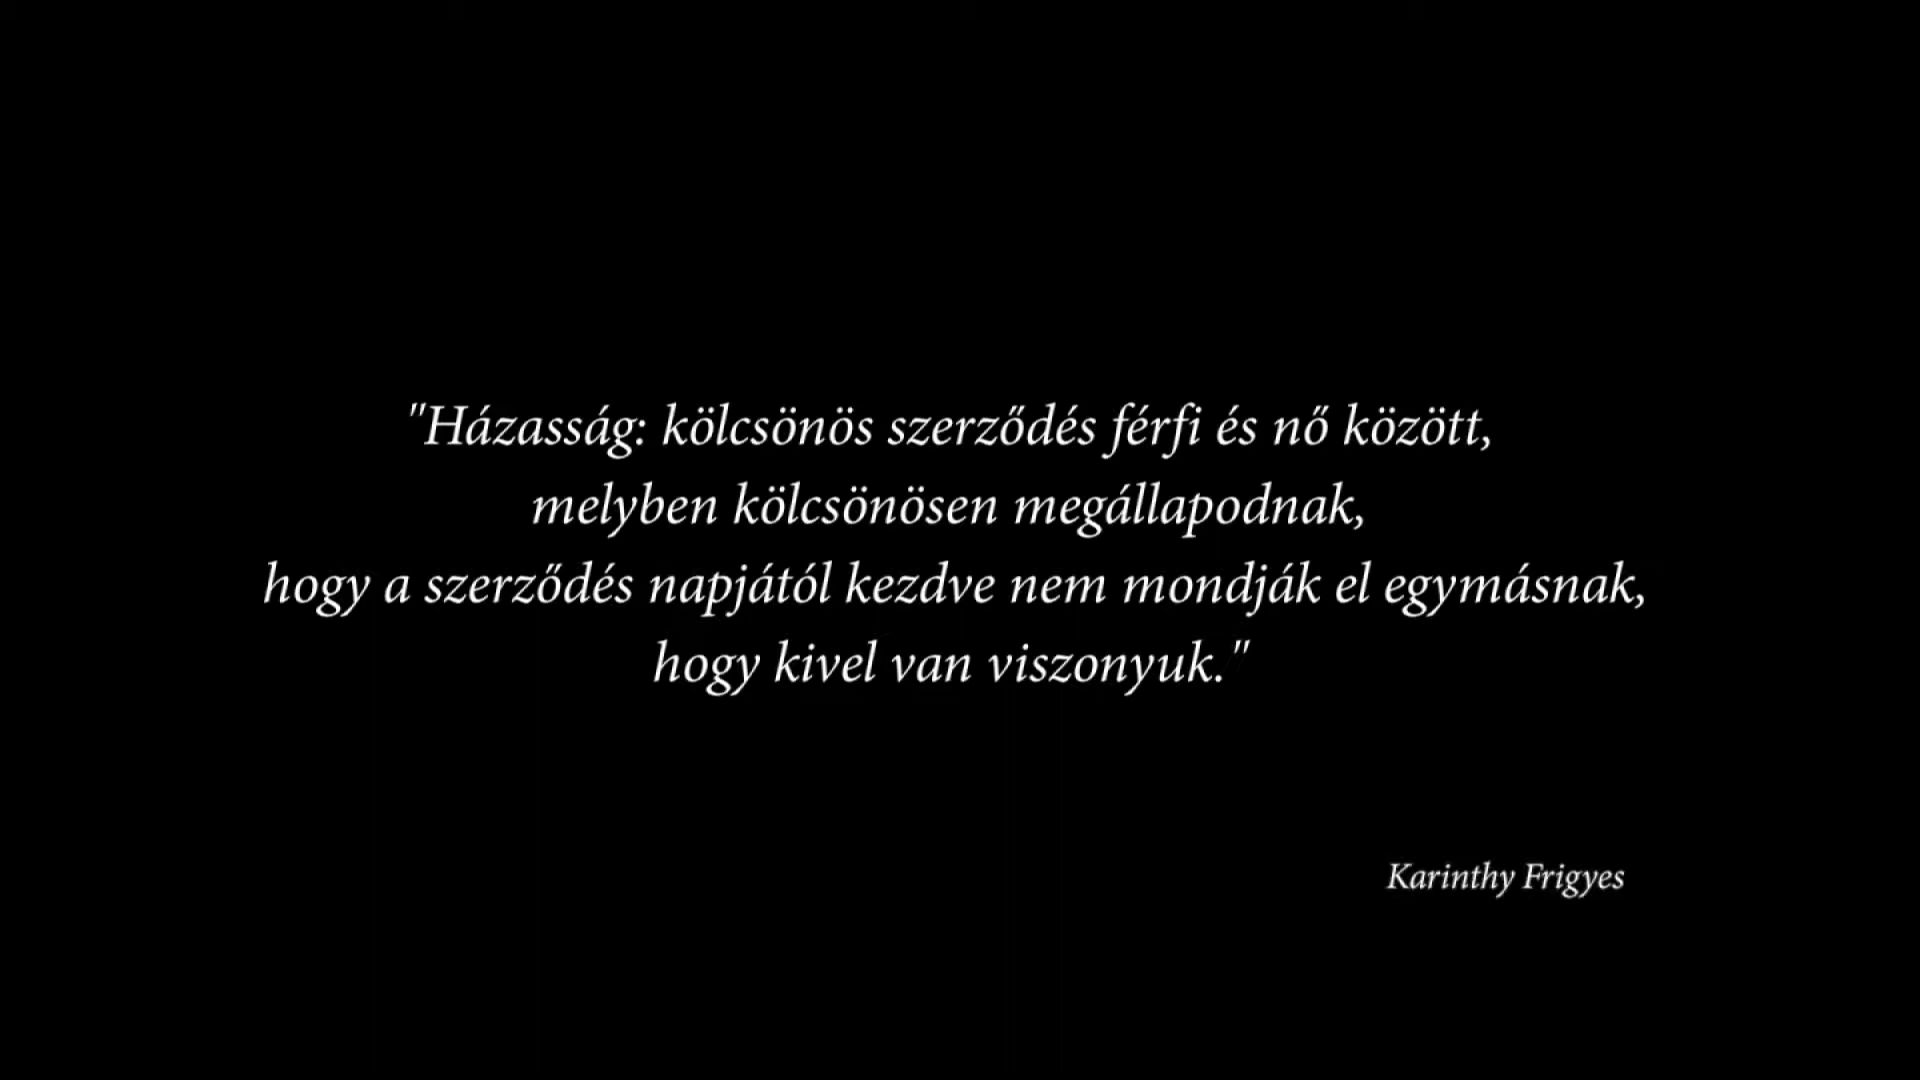 "Házasság: kölcsönös szerződés férfi és nő között,
melyben kölcsönösen megállapodnak,
hogy a szerződés napjától kezdve nem mondják el egymásnak,
hogy kivel van viszonyuk."
Karinthy Frigyes